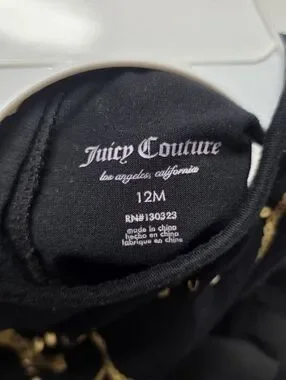 Juicy Couture
los angeles, california
12M
RN#130323
made in china
hecho en china
fabriqué en chine